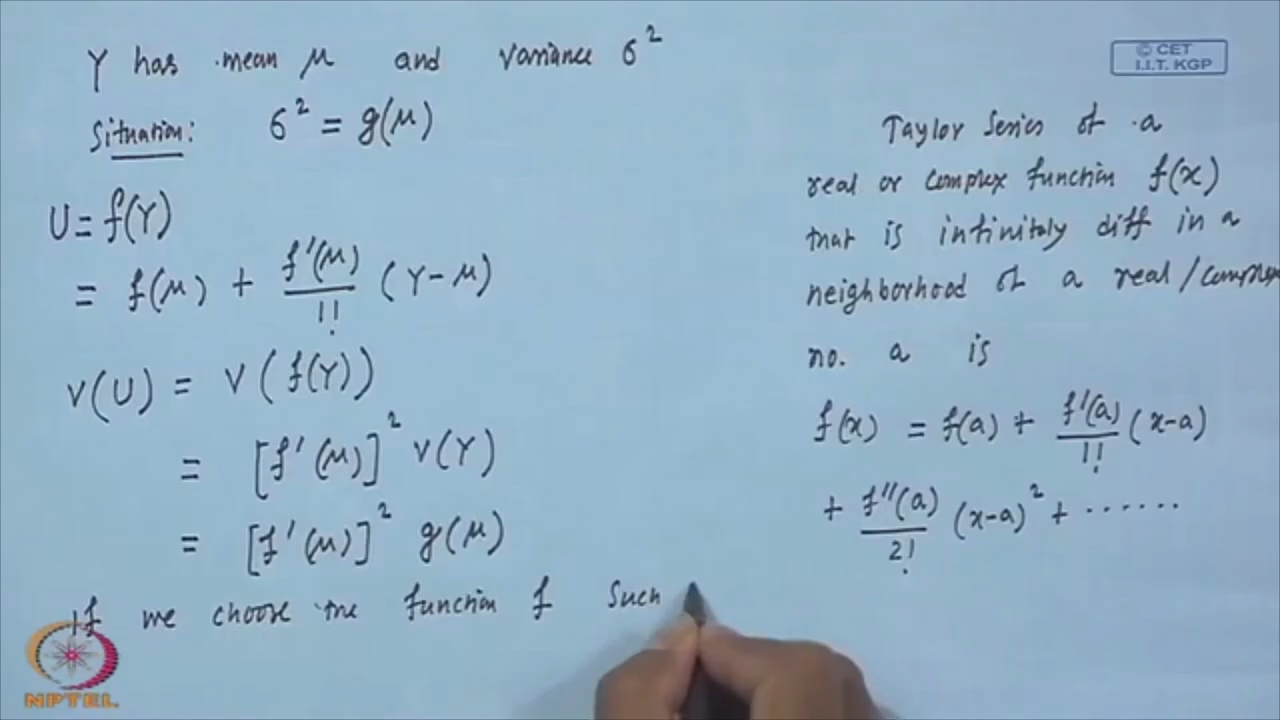 Y has mean μ and variance σ²
Situation: σ² = g(μ)
U = f(Y)
= f(μ) + f'(μ)/1! (Y-μ)
V(U) = V(f(Y))
= [f'(μ)]² V(Y)
= [f'(μ)]² g(μ)
If we choose the function f such
© CET
I.I.T. KGP
Taylor Series of a
real or complex function f(x)
that is infinitely diff in a
neighborhood of a real/complex
no. a is
f(x) = f(a) + f'(a)/1! (x-a)
+ f''(a)/2! (x-a)² + ......
NPTEL